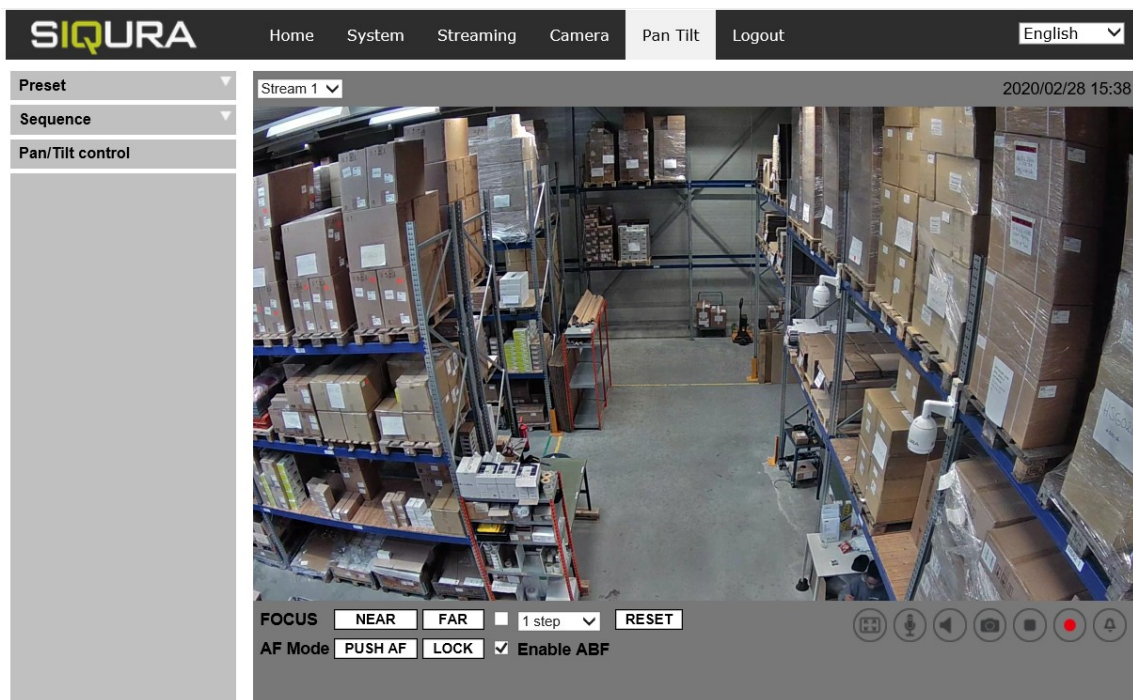 SIQURA
Home System Streaming Camera Pan Tilt Logout English
Preset
Sequence
Pan/Tilt control
Stream 1 2020/02/28 15:38
FOCUS NEAR FAR 1 step RESET
AF Mode PUSH AF LOCK Enable ABF